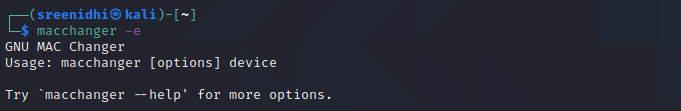 ┌──(sreenidhi㉿kali)-[~]
└─$ macchanger -e
GNU MAC Changer
Usage: macchanger [options] device
Try `macchanger --help' for more options.